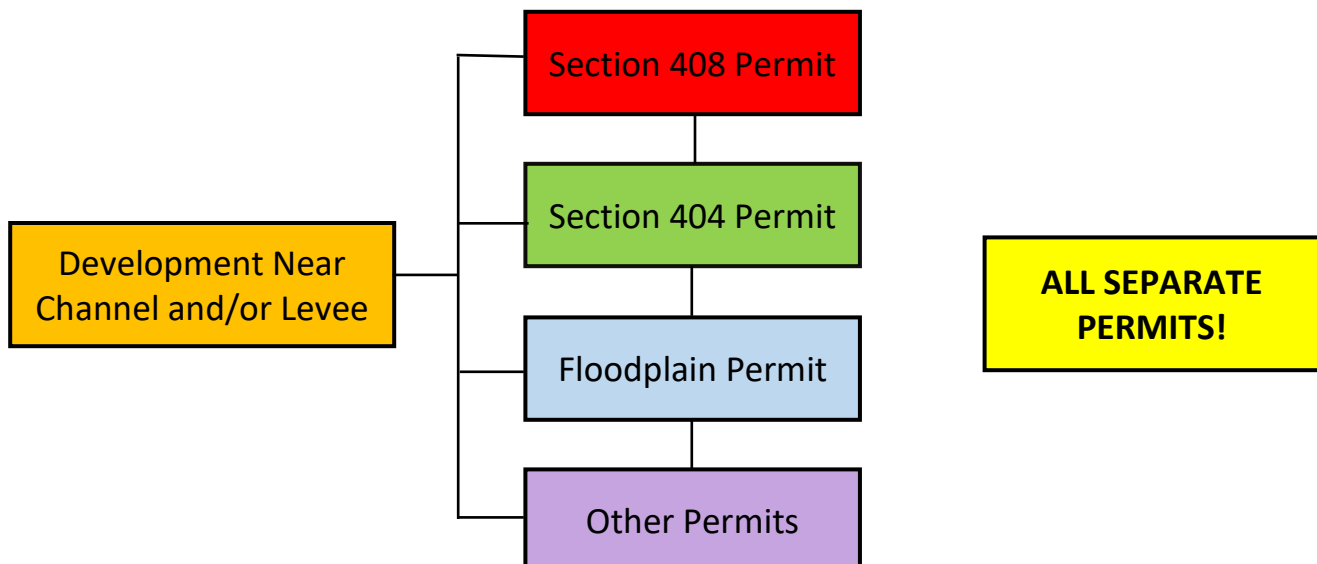 Section 408 Permit
Section 404 Permit
Development Near
Channel and/or Levee
ALL SEPARATE
PERMITS!
Floodplain Permit
Other Permits